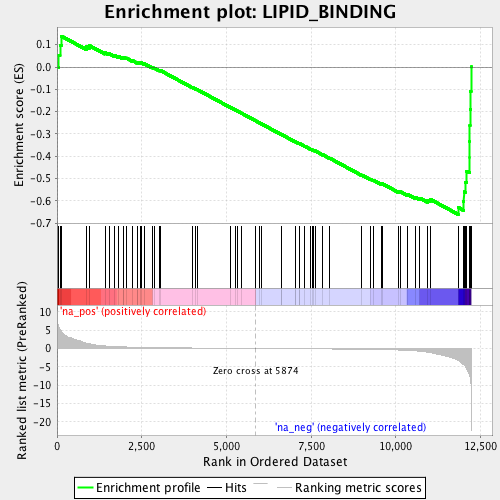 Enrichment plot: LIPID_BINDING
Enrichment score (ES)
0.1
0.0
-0.1
-0.2
-0.3
-0.4
-0.5
-0.6
-0.7
'na_pos' (positively correlated)
Ranked list metric (PreRanked)
10
5
0
-5
-10
-15
-20
Zero cross at 5874
'na_neg' (negatively correlated)
0
2,500
5,000
7,500
10,000
12,500
Rank in Ordered Dataset
Enrichment profile
Hits
Ranking metric scores